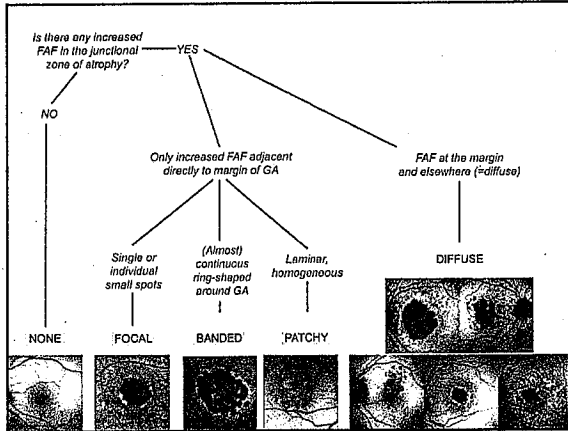 Is there any increased
FAF in the junctional
zone of atrophy?
YES
NO
Only increased FAF adjacent
directly to margin of GA
FAF at the margin
and elsewhere (=diffuse)
Single or
individual
small spots
(Almost)
continuous
ring-shaped
around GA
Laminar,
homogeneous
DIFFUSE
NONE
FOCAL
BANDED
PATCHY